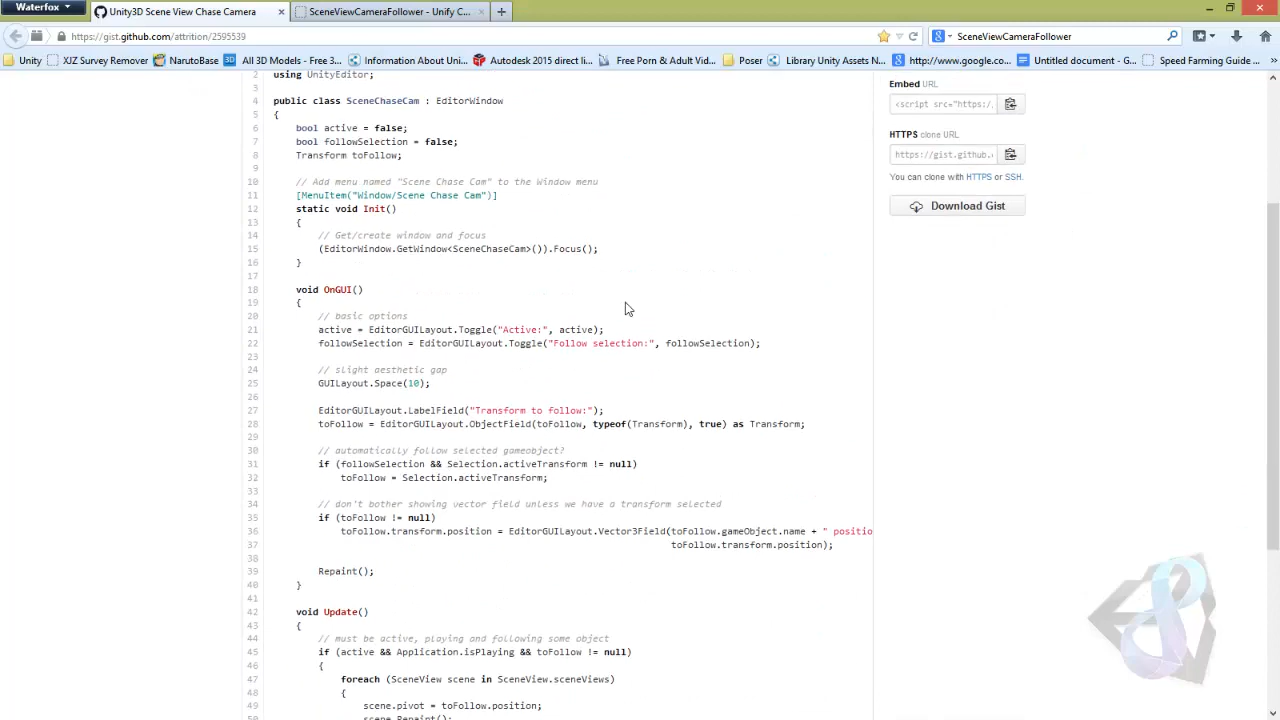 Waterfox
Unity3D Scene View Chase Camera × SceneViewCameraFollower - Unify C... × +
https://gist.github.com/attrition/2595539 SceneViewCameraFollower
Unity XJZ Survey Remover NarutoBase All 3D Models - Free... Information About Uni... Autodesk 2015 direct li... Free Porn & Adult Vid... Poser Library Unity Assets N... http://www.google.co... Untitled document - G... Speed Farming Guide ... »
2 using UnityEditor;
3
4 public class SceneChaseCam : EditorWindow
5 {
6 bool active = false;
7 bool followSelection = false;
8 Transform toFollow;
9
10 // Add menu named "Scene Chase Cam" to the Window menu
11 [MenuItem("Window/Scene Chase Cam")]
12 static void Init()
13 {
14 // Get/create window and focus
15 (EditorWindow.GetWindow<SceneChaseCam>()).Focus();
16 }
17
18 void OnGUI()
19 {
20 // basic options
21 active = EditorGUILayout.Toggle("Active:", active);
22 followSelection = EditorGUILayout.Toggle("Follow selection:", followSelection);
23
24 // slight aesthetic gap
25 GUILayout.Space(10);
26
27 EditorGUILayout.LabelField("Transform to follow:");
28 toFollow = EditorGUILayout.ObjectField(toFollow, typeof(Transform), true) as Transform;
29
30 // automatically follow selected gameobject?
31 if (followSelection && Selection.activeTransform != null)
32 toFollow = Selection.activeTransform;
33
34 // don't bother showing vector field unless we have a transform selected
35 if (toFollow != null)
36 toFollow.transform.position = EditorGUILayout.Vector3Field(toFollow.gameObject.name + " positio
37 toFollow.transform.position);
38
39 Repaint();
40 }
41
42 void Update()
43 {
44 // must be active, playing and following some object
45 if (active && Application.isPlaying && toFollow != null)
46 {
47 foreach (SceneView scene in SceneView.sceneViews)
48 {
49 scene.pivot = toFollow.position;
50 scene.Repaint();
Embed URL
<script src="https:/.
HTTPS clone URL
https://gist.github.
You can clone with HTTPS or SSH.
Download Gist